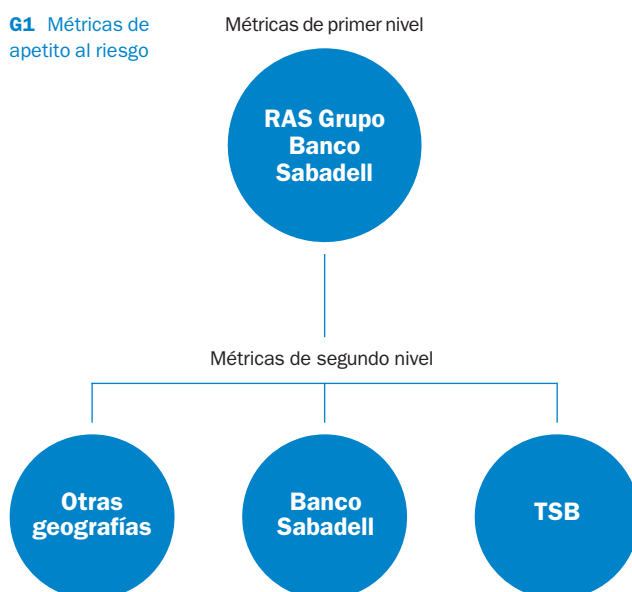 G1 Métricas de
apetito al riesgo
Métricas de primer nivel
RAS Grupo
Banco
Sabadell
Métricas de segundo nivel
Otras
geografías
Banco
Sabadell
TSB